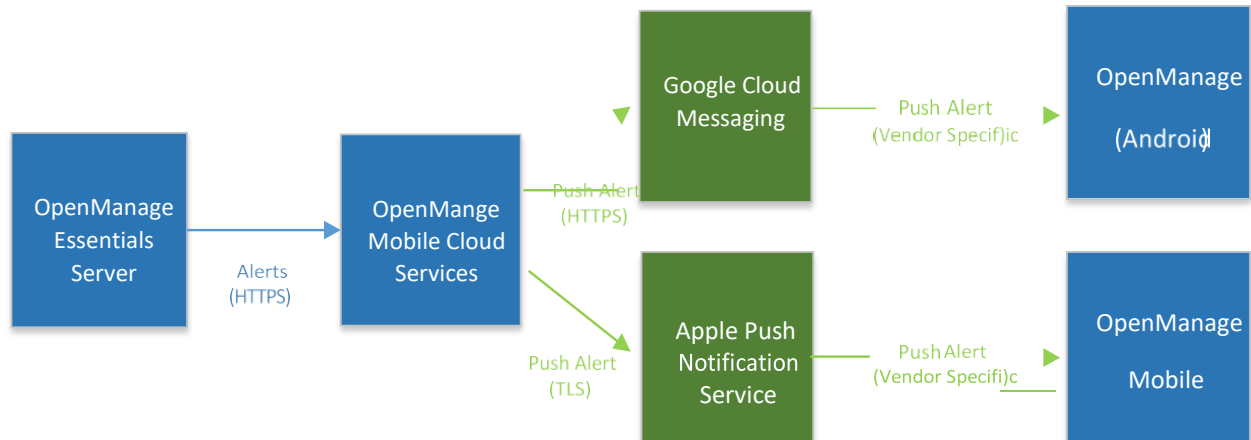 OpenManage
Essentials
Server
Alerts
(HTTPS)
OpenMange
Mobile Cloud
Services
Push Alert
(HTTPS)
Push Alert
(TLS)
Google Cloud
Messaging
Push Alert
(Vendor Specif)ic
OpenManage
(Android)
Apple Push
Notification
Service
Push Alert
(Vendor Specifi)c
OpenManage
Mobile